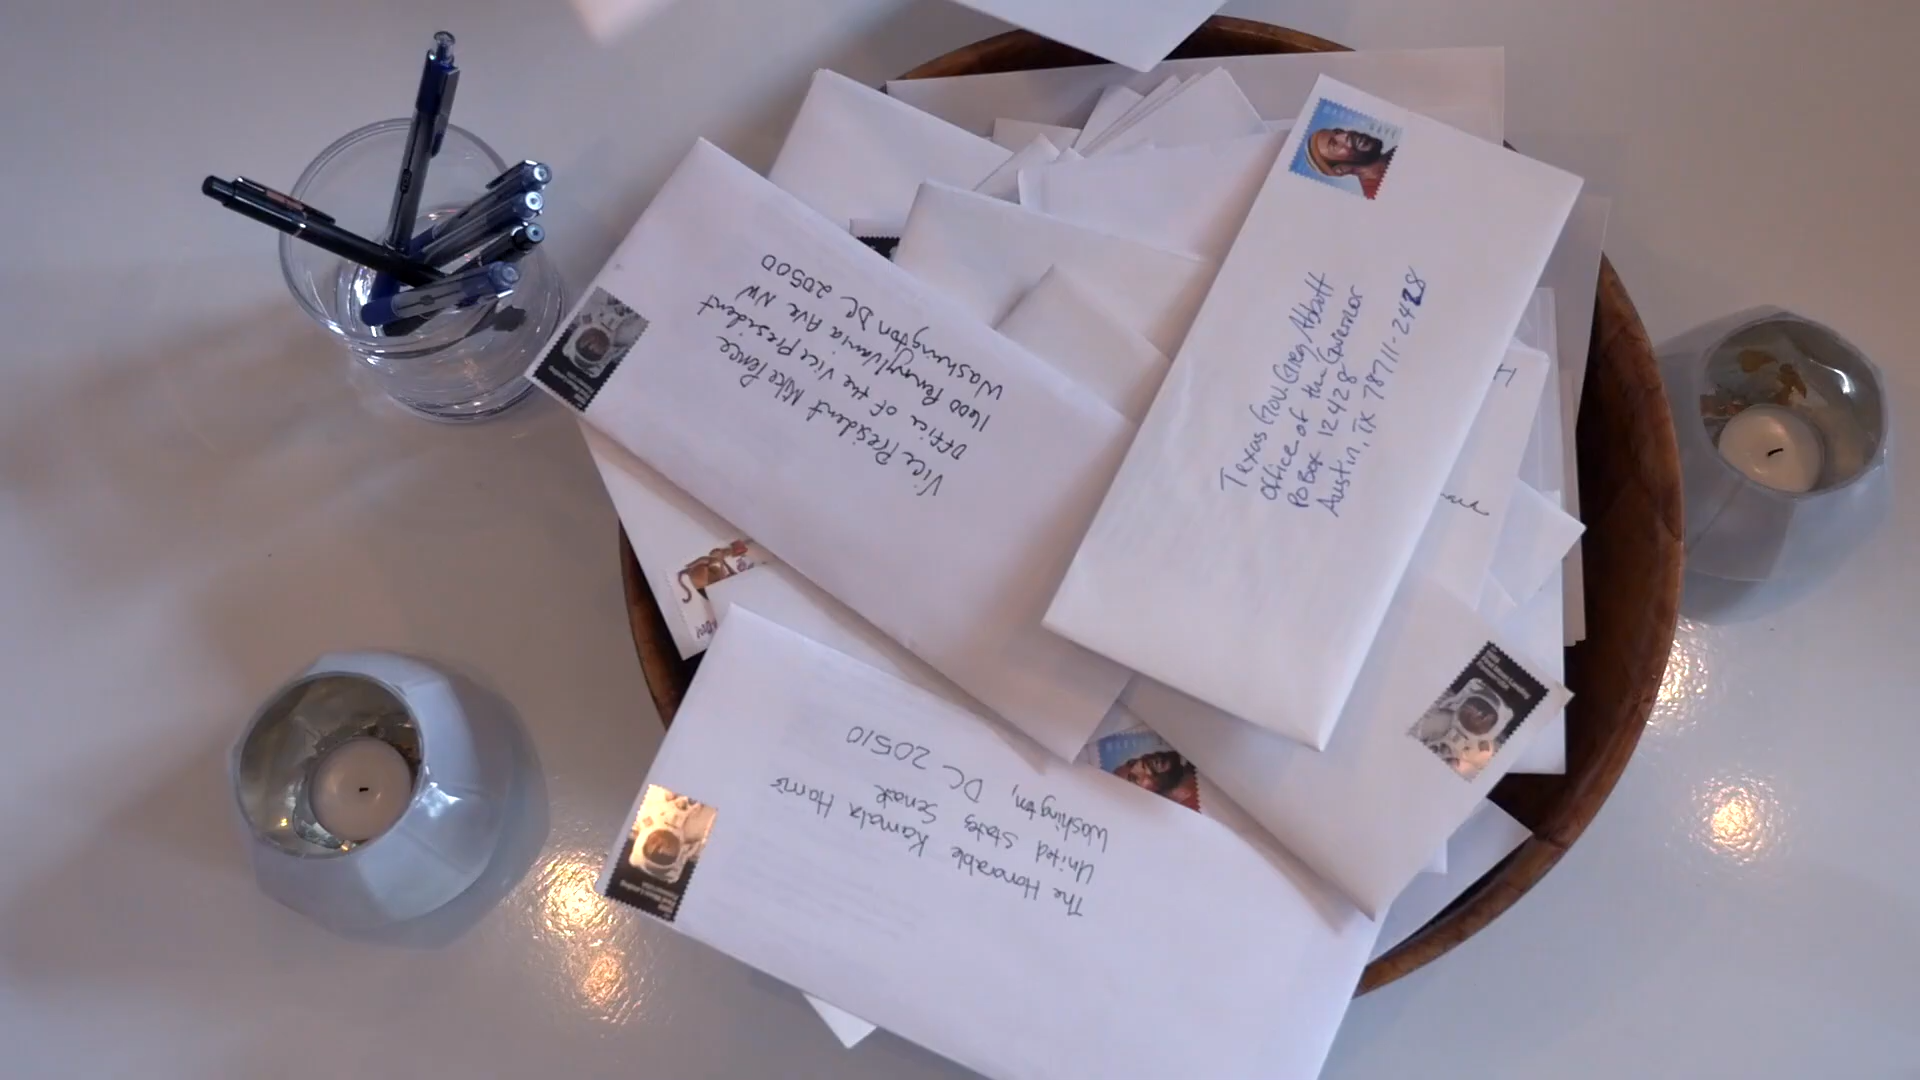 Vice President Mike Pence
Office of the Vice President
1600 Pennylvania Ave NW
Washington DC 20500
Texas Gov. Greg Abbott
Office of the Governor
PO Box 12428
Austin, TX 78711-2428
The Honorable Kamala Harris
United States Senate
Washington, DC 20510